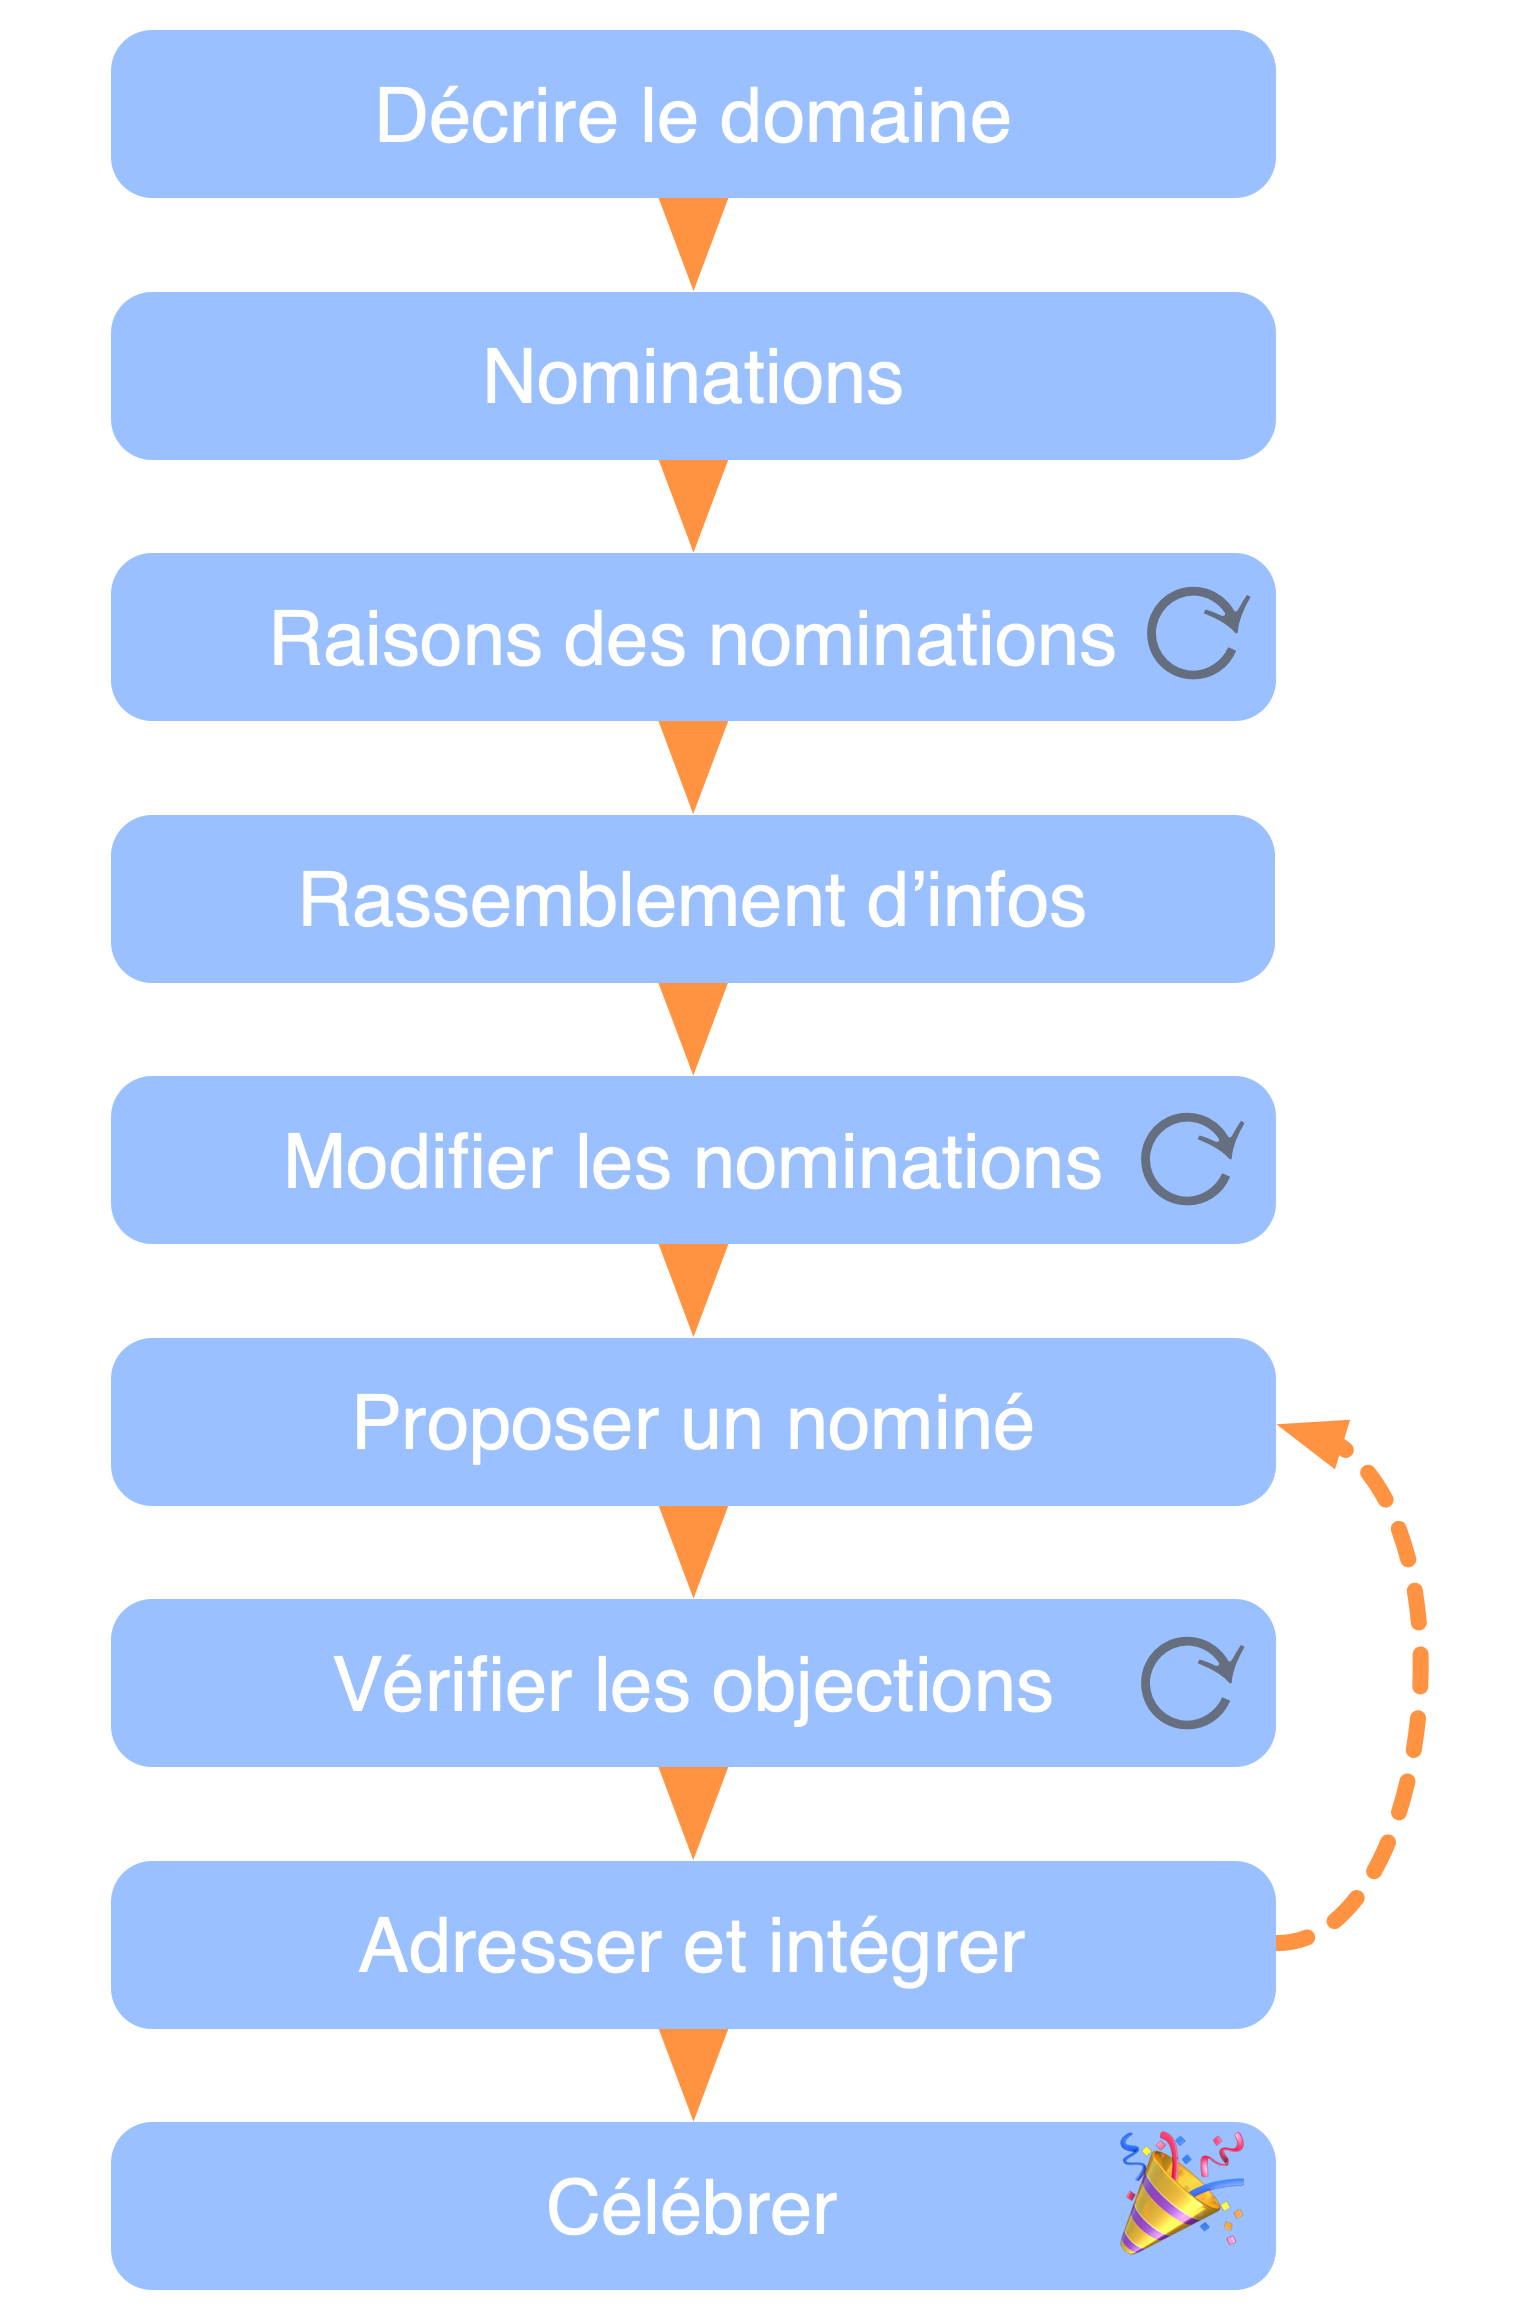 Décrire le domaine
Nominations
Raisons des nominations
Rassemblement d’infos
Modifier les nominations
Proposer un nominé
Vérifier les objections
Adresser et intégrer
Célébrer